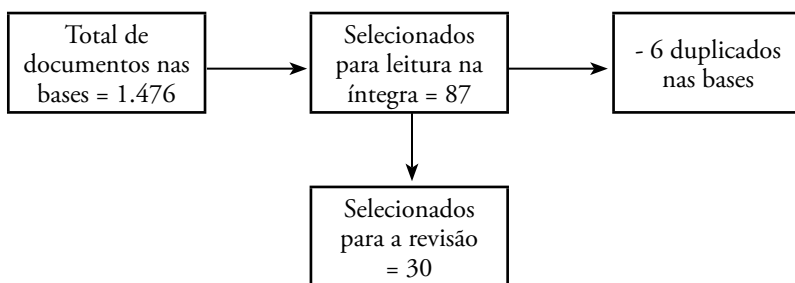 Total de
documentos nas
bases = 1.476
Selecionados
para leitura na
íntegra = 87
- 6 duplicados
nas bases
Selecionados
para a revisão
= 30